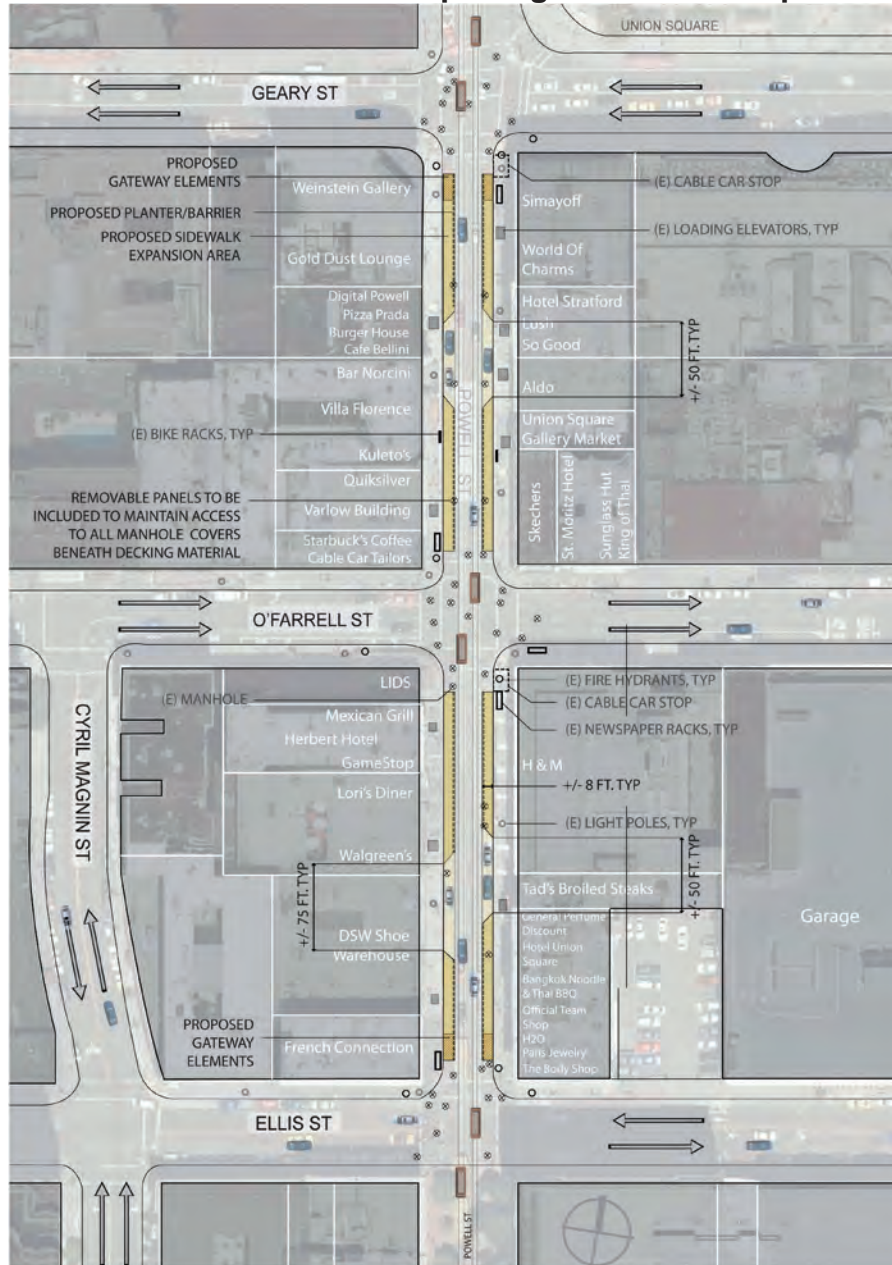 UNION SQUARE
GEARY ST
PROPOSED
GATEWAY ELEMENTS
PROPOSED PLANTER/BARRIER
PROPOSED SIDEWALK
EXPANSION AREA
Weinstein Gallery
Gold Dust Lounge
Digital Powell
Pizza Prada
Burger House
Cafe Bellini
Bar Norcini
Villa Florence
(E) BIKE RACKS, TYP
Kuleto's
Quiksilver
REMOVABLE PANELS TO BE
INCLUDED TO MAINTAIN ACCESS
TO ALL MANHOLE COVERS
BENEATH DECKING MATERIAL
Varlow Building
Starbuck's Coffee
Cable Car Tailors
POWELL ST
(E) CABLE CAR STOP
Simayoff
(E) LOADING ELEVATORS, TYP
World Of
Charms
Hotel Stratford
Lush
So Good
+/- 50 FT. TYP
Aldo
Union Square
Gallery Market
Skechers
St. Moritz Hotel
Sunglass Hut
King of Thai
O'FARRELL ST
CYRIL MAGNIN ST
(E) MANHOLE
LIDS
Mexican Grill
Herbert Hotel
GameStop
Lori's Diner
Walgreen's
+/- 75 FT. TYP
DSW Shoe
Warehouse
PROPOSED
GATEWAY
ELEMENTS
French Connection
(E) FIRE HYDRANTS, TYP
(E) CABLE CAR STOP
(E) NEWSPAPER RACKS, TYP
H & M
+/- 8 FT. TYP
(E) LIGHT POLES, TYP
+/- 50 FT. TYP
Tad's Broiled Steaks
General Perfume
Discount
Hotel Union
Square
Bangkok Noodle
& Thai BBQ
Official Team
Shop
H2O
Paris Jewelry
The Body Shop
Garage
ELLIS ST
POWELL ST